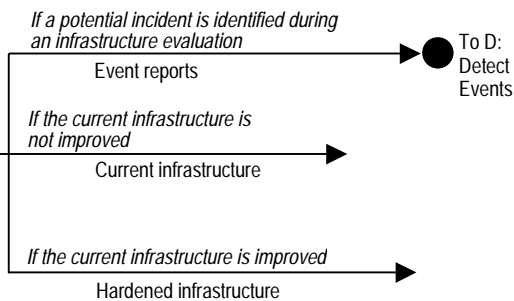 If a potential incident is identified during
an infrastructure evaluation
Event reports
To D:
Detect
Events
If the current infrastructure is
not improved
Current infrastructure
If the current infrastructure is improved
Hardened infrastructure